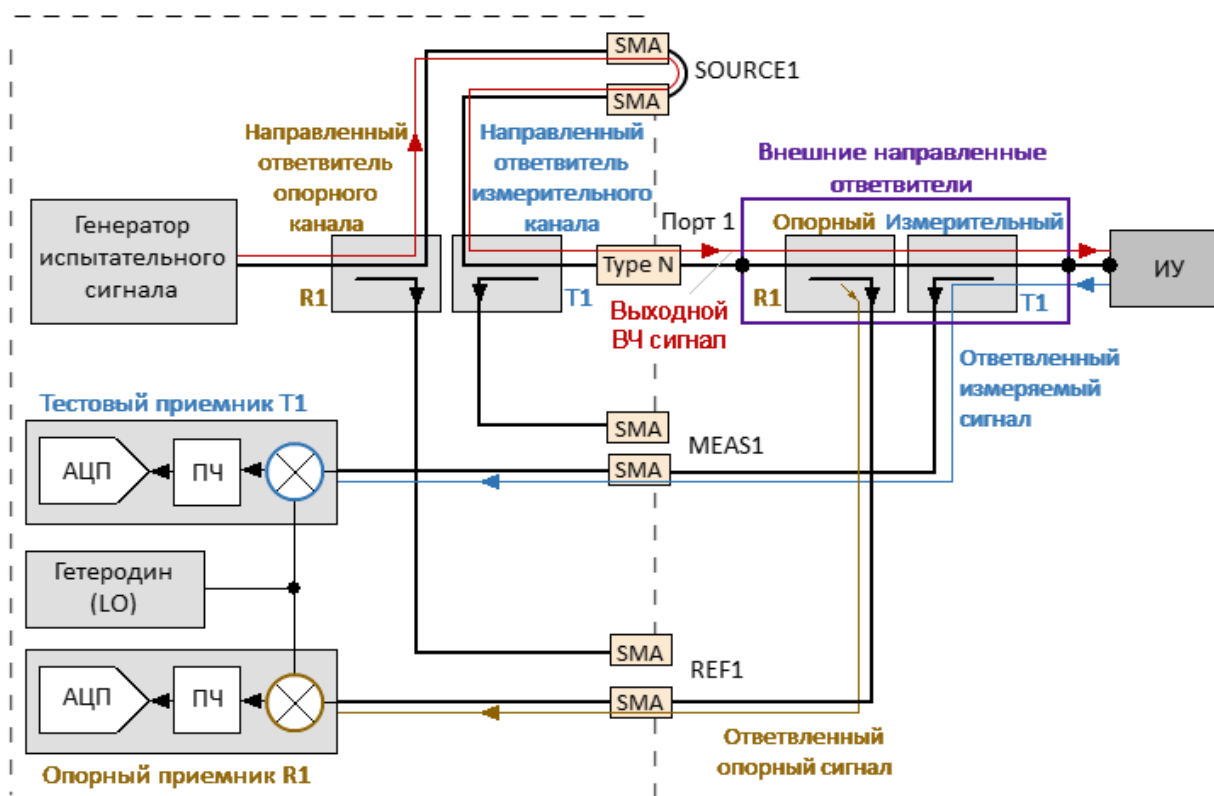 SMA
SOURCE1
SMA
Направленный
ответвитель
опорного
канала
Направленный
ответвитель
измерительного
канала
Внешние направленные
ответвители
Генератор
испытательного
сигнала
Порт 1
Опорный
Измерительный
R1
T1
Type N
R1
T1
ИУ
Выходной
ВЧ сигнал
Ответвленный
измеряемый
сигнал
Тестовый приемник T1
АЦП
ПЧ
SMA
MEAS1
SMA
Гетеродин
(LO)
SMA
REF1
SMA
АЦП
ПЧ
Опорный приемник R1
Ответвленный
опорный сигнал